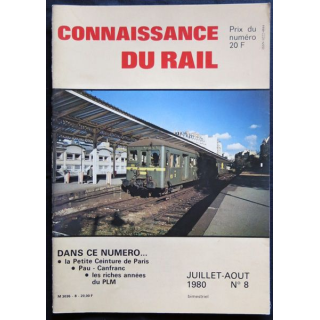 CONNAISSANCE
DU RAIL
Prix du
numéro
20 F
DANS CE NUMERO...
• la Petite Ceinture de Paris
• Pau - Canfranc
• les riches années
du PLM
JUILLET-AOUT
1980 N° 8
bimestriel